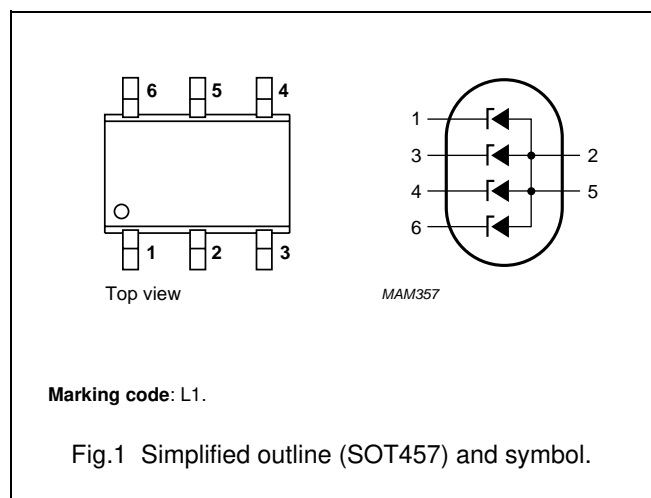 6 5 4
1 2 3
Top view
1
3 2
4 5
6
MAM357
Marking code: L1.
Fig.1 Simplified outline (SOT457) and symbol.